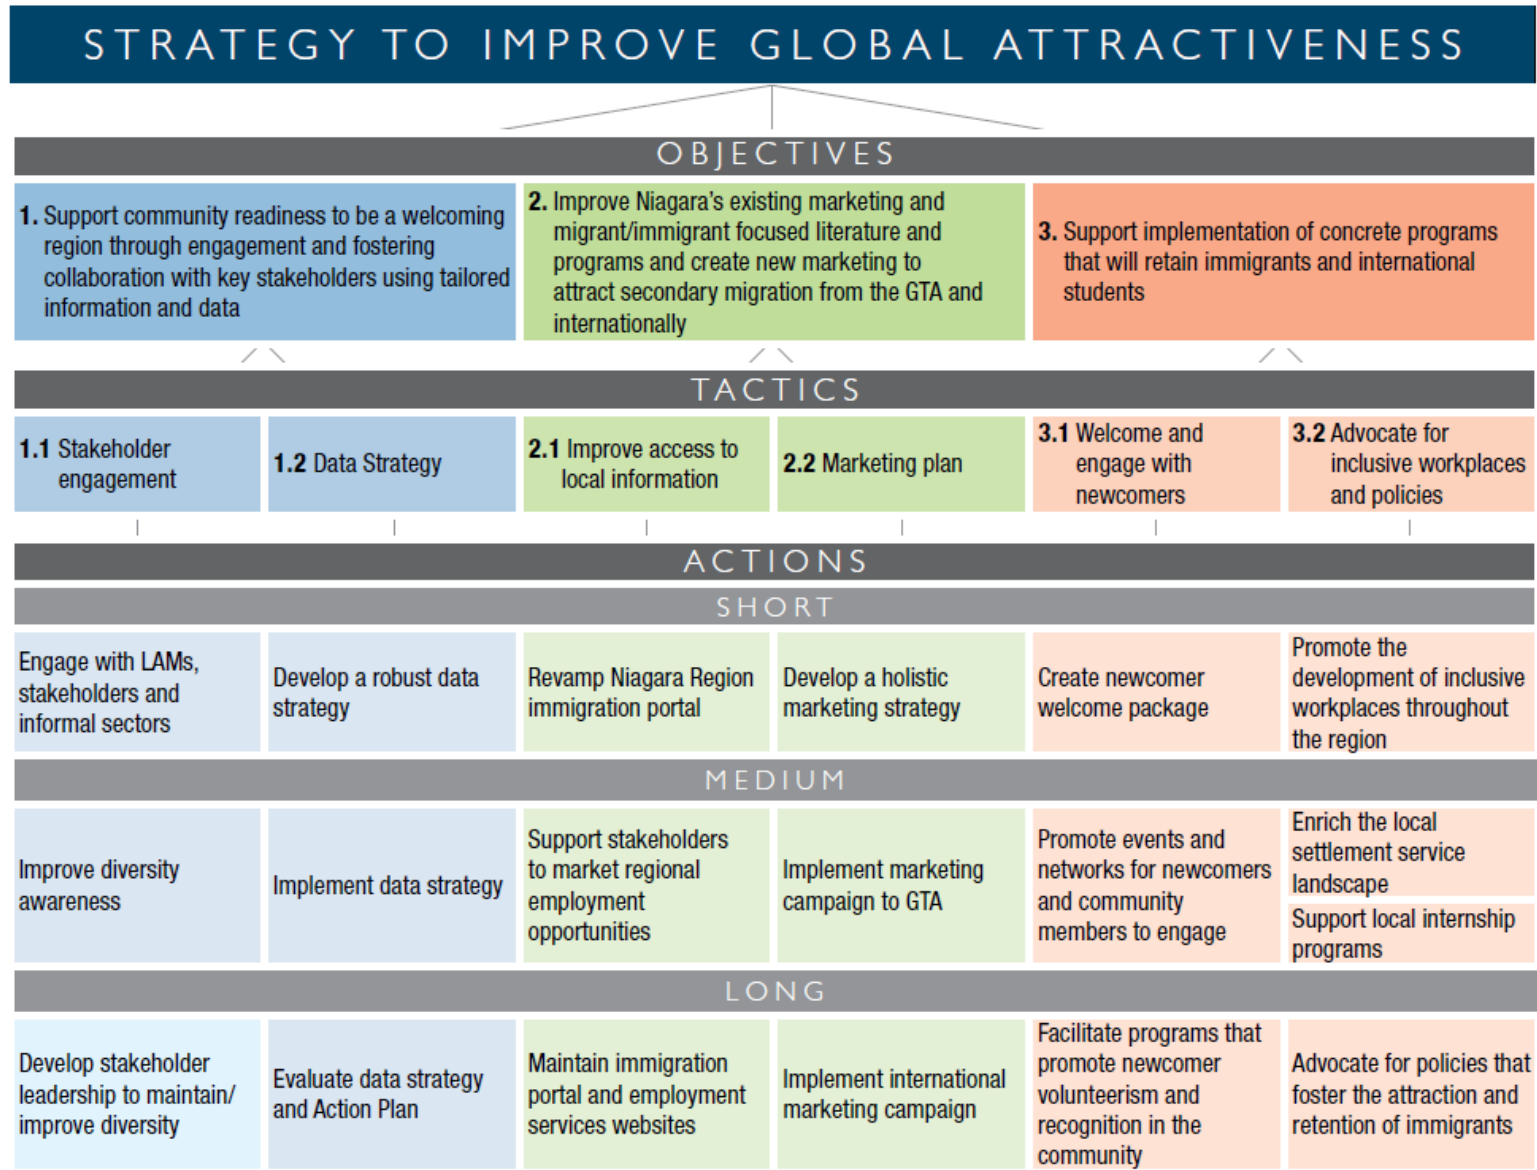 STRATEGY TO IMPROVE GLOBAL ATTRACTIVENESS
OBJECTIVES
1. Support community readiness to be a welcoming
region through engagement and fostering
collaboration with key stakeholders using tailored
information and data
2. Improve Niagara’s existing marketing and
migrant/immigrant focused literature and
programs and create new marketing to
attract secondary migration from the GTA and
internationally
3. Support implementation of concrete programs
that will retain immigrants and international
students
TACTICS
1.1 Stakeholder
engagement
1.2 Data Strategy
2.1 Improve access to
local information
2.2 Marketing plan
3.1 Welcome and
engage with
newcomers
3.2 Advocate for
inclusive workplaces
and policies
ACTIONS
SHORT
Engage with LAMs,
stakeholders and
informal sectors
Develop a robust data
strategy
Revamp Niagara Region
immigration portal
Develop a holistic
marketing strategy
Create newcomer
welcome package
Promote the
development of inclusive
workplaces throughout
the region
MEDIUM
Improve diversity
awareness
Implement data strategy
Support stakeholders
to market regional
employment
opportunities
Implement marketing
campaign to GTA
Promote events and
networks for newcomers
and community
members to engage
Enrich the local
settlement service
landscape
Support local internship
programs
LONG
Develop stakeholder
leadership to maintain/
improve diversity
Evaluate data strategy
and Action Plan
Maintain immigration
portal and employment
services websites
Implement international
marketing campaign
Facilitate programs that
promote newcomer
volunteerism and
recognition in the
community
Advocate for policies that
foster the attraction and
retention of immigrants